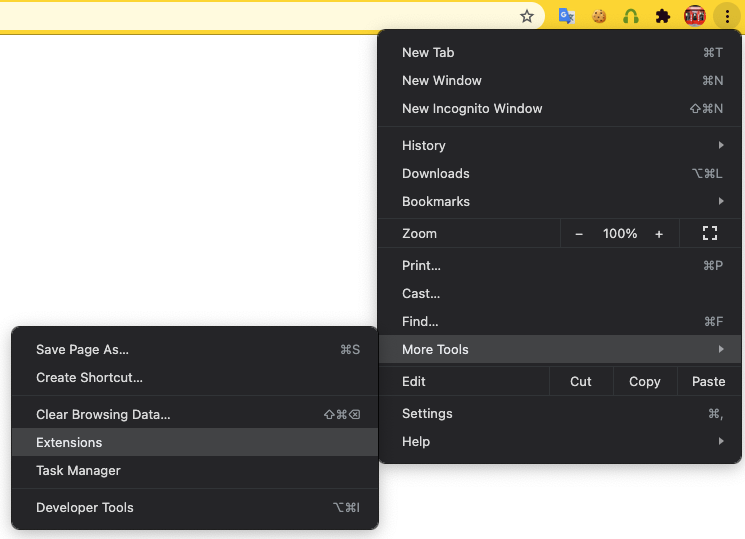 New Tab ⌘T
New Window ⌘N
New Incognito Window ⇧⌘N
History
Downloads ⌥⌘L
Bookmarks
Zoom − 100% +
Print... ⌘P
Cast...
Find... ⌘F
More Tools
Edit Cut Copy Paste
Settings ⌘,
Help
Save Page As... ⌘S
Create Shortcut...
Clear Browsing Data... ⇧⌘⌫
Extensions
Task Manager
Developer Tools ⌥⌘I